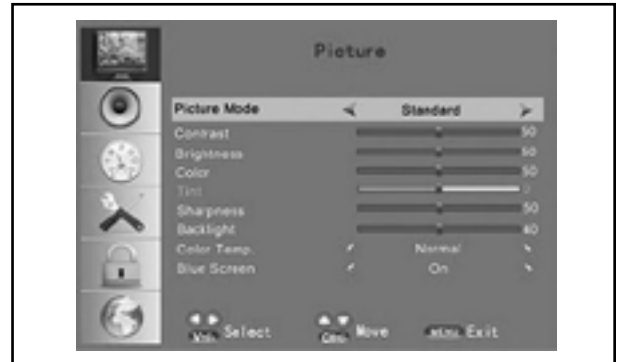 Picture
Picture Mode Standard
Contrast 50
Brightness 50
Color 50
Tint 0
Sharpness 50
Backlight 40
Color Temp. Normal
Blue Screen On
Select Move MENU Exit